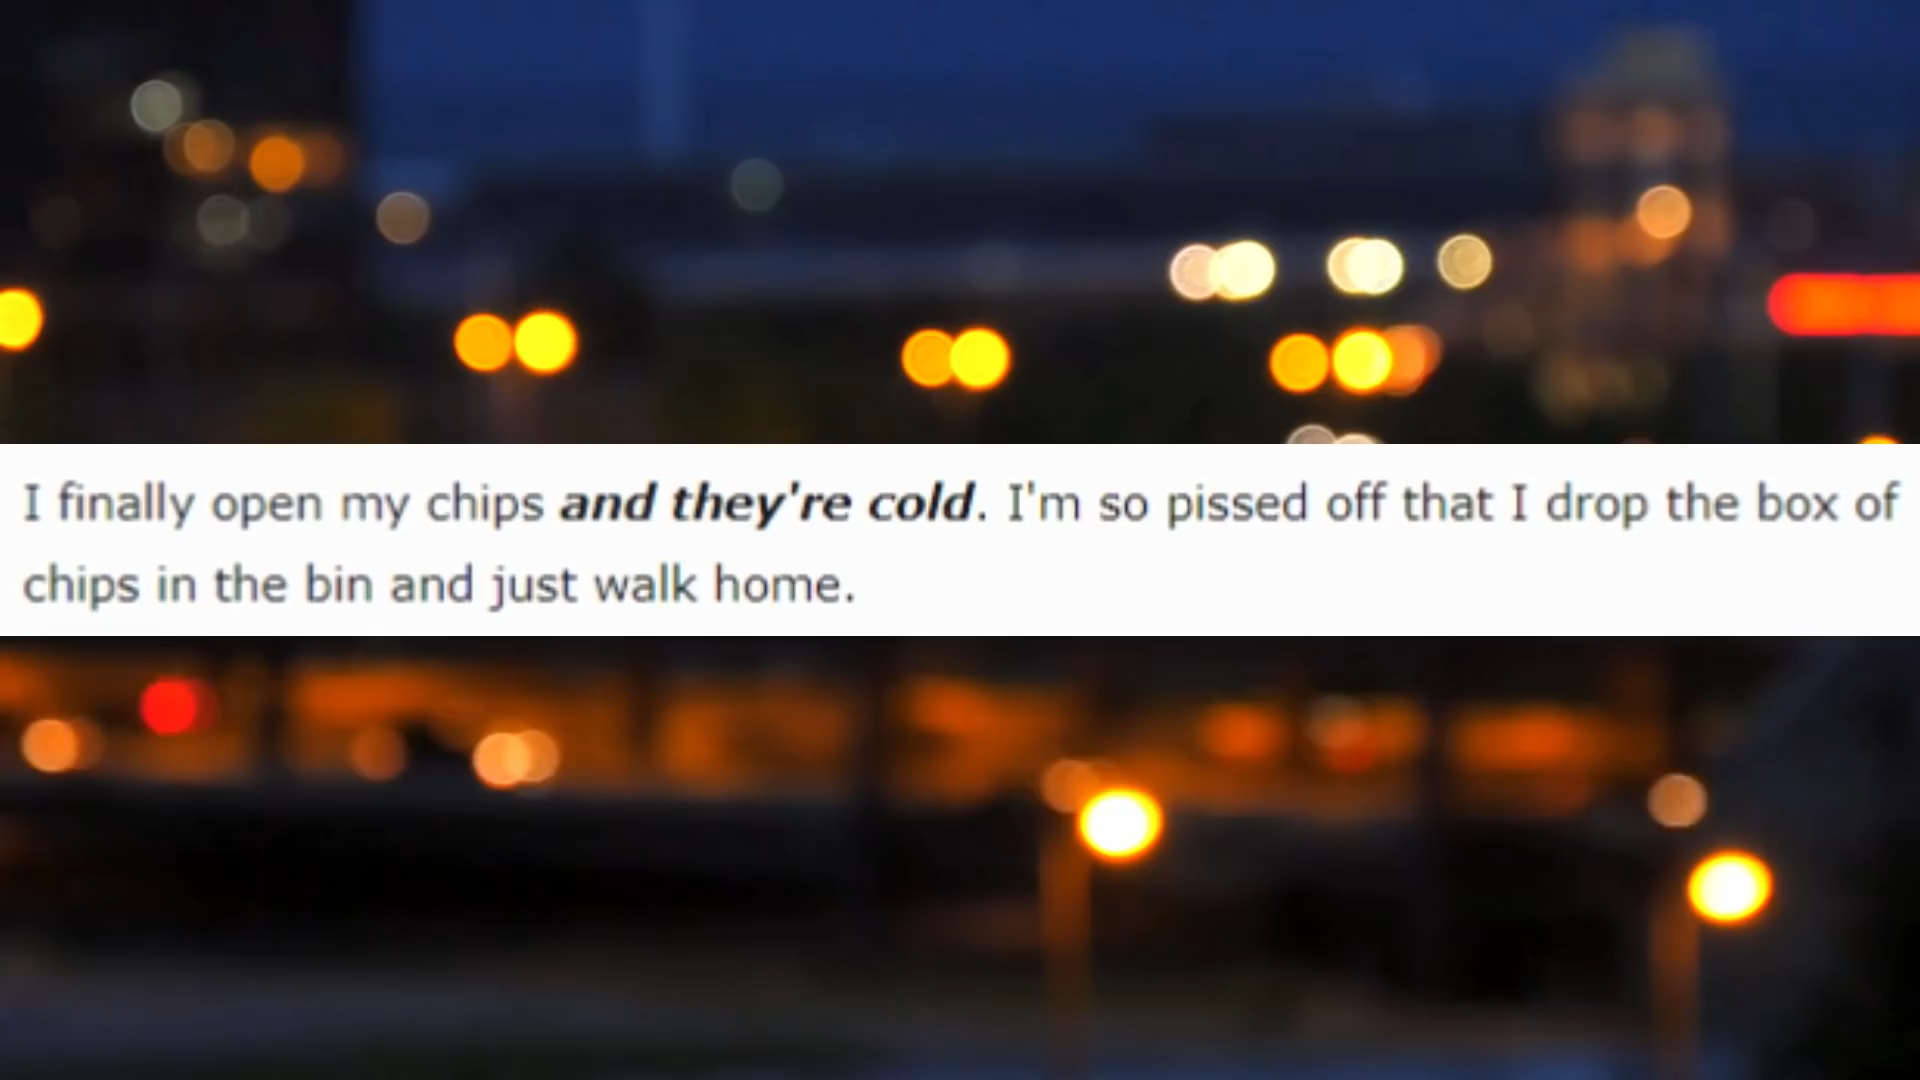 I finally open my chips and they're cold. I'm so pissed off that I drop the box of
chips in the bin and just walk home.